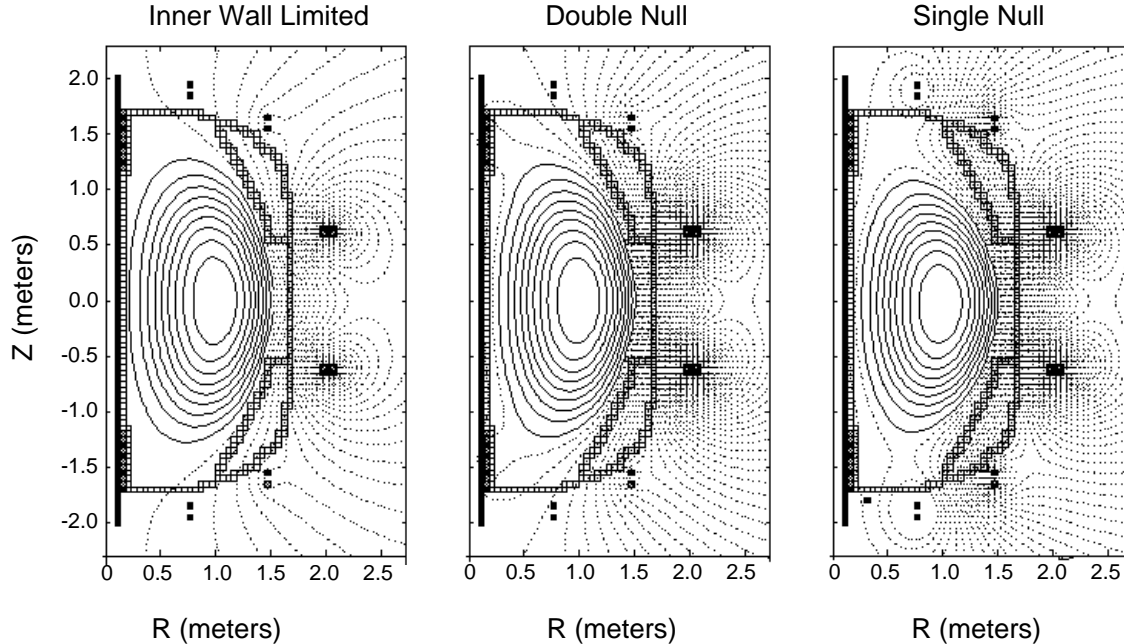 Inner Wall Limited
Double Null
Single Null
Z (meters)
2.0
1.5
1.0
0.5
0.0
-0.5
-1.0
-1.5
-2.0
0 0.5 1.0 1.5 2.0 2.5
0 0.5 1.0 1.5 2.0 2.5
0 0.5 1.0 1.5 2.0 2.5
R (meters)
R (meters)
R (meters)